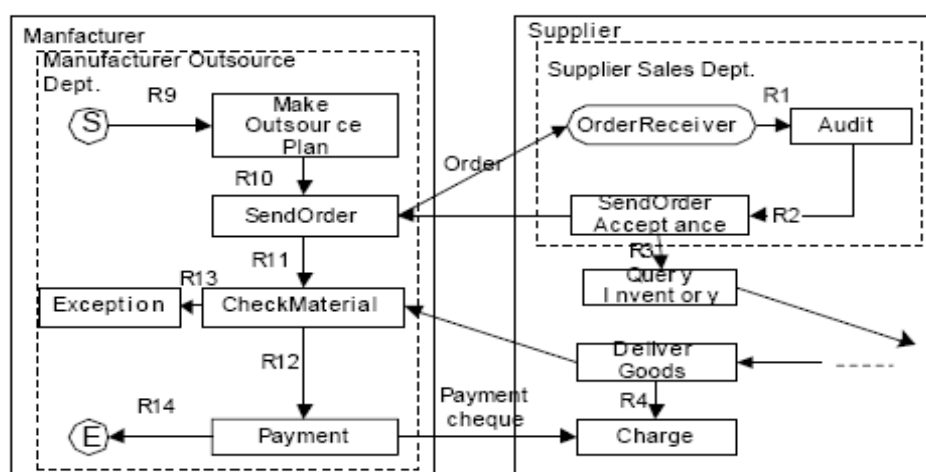 Manfacturer
Manufacturer Outsource
Dept.
S
R9
Make
Outsource
Plan
R10
SendOrder
R11
R13
Exception
CheckMaterial
R12
R14
E
Payment
Order
Payment
cheque
Supplier
Supplier Sales Dept.
OrderReceiver
R1
Audit
SendOrder
Acceptance
R2
R3
Query
Inventory
Deliver
Goods
R4
Charge